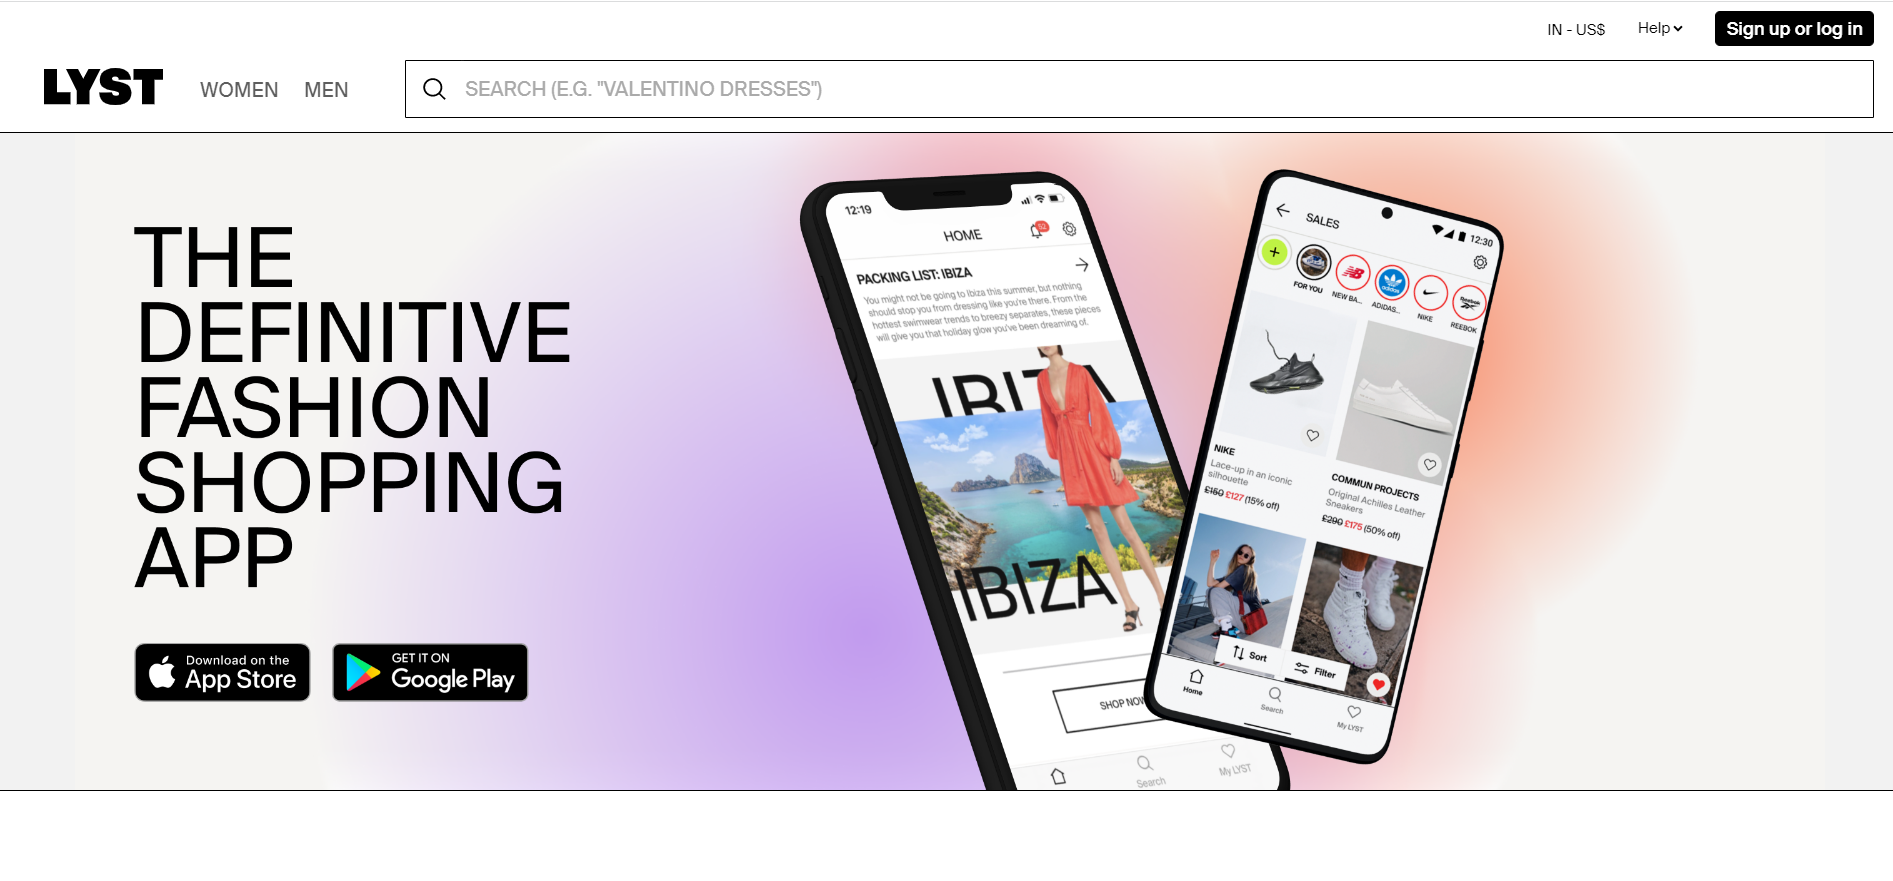 IN - US$
Help
Sign up or log in
LYST
WOMEN
MEN
SEARCH (E.G. "VALENTINO DRESSES")
THE
DEFINITIVE
FASHION
SHOPPING
APP
Download on the
App Store
GET IT ON
Google Play
12:19
HOME
52
PACKING LIST: IBIZA
You might not be going to Ibiza this summer, but nothing
should stop you from dressing like you're there. From the
hottest swimwear trends to breezy separates, these pieces
will give you that holiday glow you've been dreaming of.
IBIZA
IBIZA
SHOP NOW
Search
My LYST
12:30
SALES
FOR YOU
NEW BA...
adidas
ADIDAS...
NIKE
Reebok
REEBOK
NIKE
Lace-up in an iconic
silhouette
£150 £127 (15% off)
COMMUN PROJECTS
Original Achilles Leather
Sneakers
£290 £175 (50% off)
Sort
Filter
Home
Search
My LYST